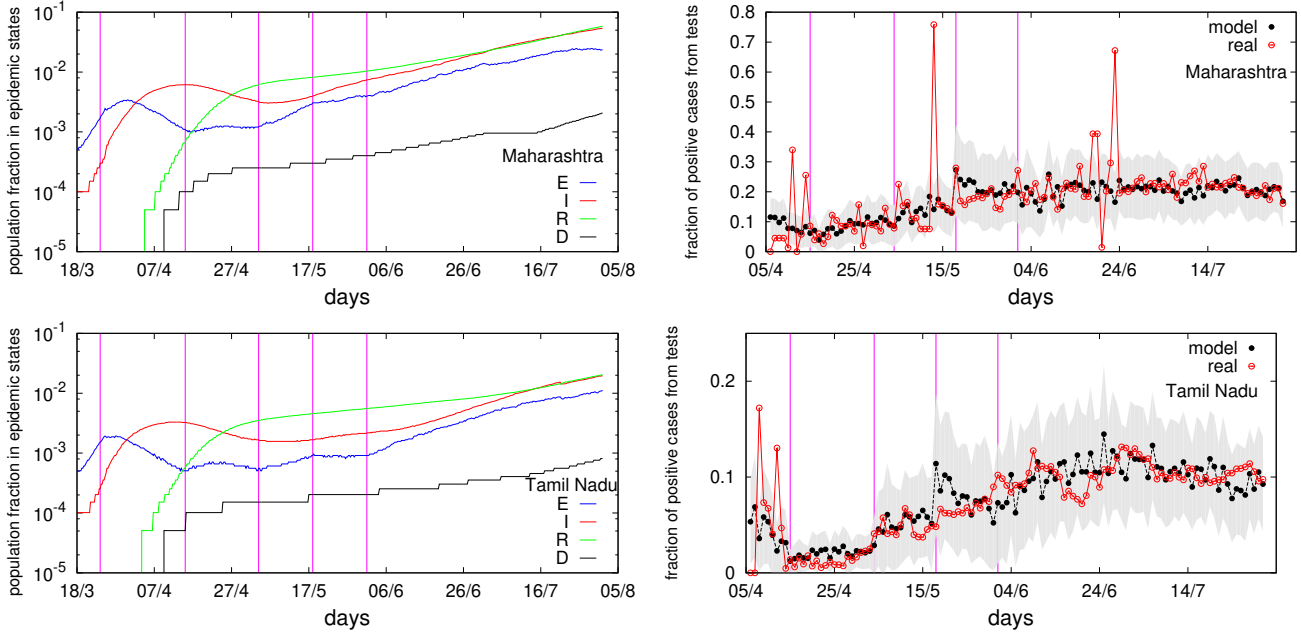 population fraction in epidemic states
10^-1
10^-2
10^-3
10^-4
10^-5
18/3 07/4 27/4 17/5 06/6 26/6 16/7 05/8
days
Maharashtra
E
I
R
D
fraction of positive cases from tests
0.8
0.7
0.6
0.5
0.4
0.3
0.2
0.1
0
05/4 25/4 15/5 04/6 24/6 14/7
days
model
real
Maharashtra
population fraction in epidemic states
10^-1
10^-2
10^-3
10^-4
10^-5
18/3 07/4 27/4 17/5 06/6 26/6 16/7 05/8
days
Tamil Nadu
E
I
R
D
fraction of positive cases from tests
0.2
0.1
0
05/4 25/4 15/5 04/6 24/6 14/7
days
model
real
Tamil Nadu